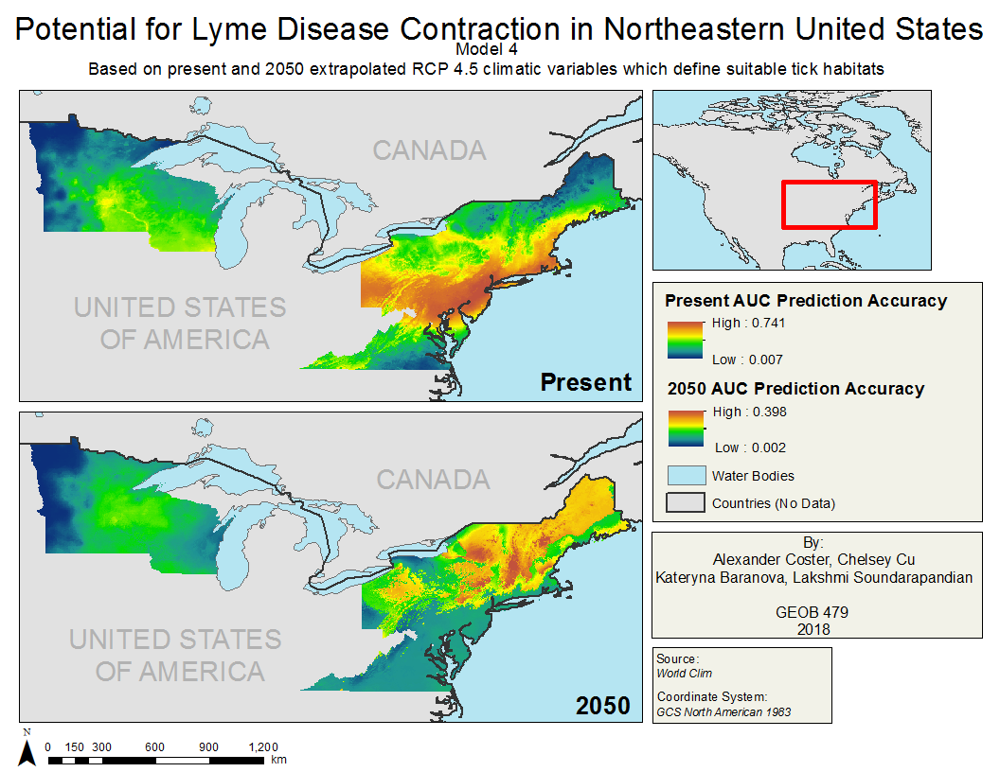 Potential for Lyme Disease Contraction in Northeastern United States
Model 4
Based on present and 2050 extrapolated RCP 4.5 climatic variables which define suitable tick habitats
CANADA
UNITED STATES
OF AMERICA
Present
CANADA
UNITED STATES
OF AMERICA
2050
N
0 150 300 600 900 1,200
km
Present AUC Prediction Accuracy
High : 0.741
Low : 0.007
2050 AUC Prediction Accuracy
High : 0.398
Low : 0.002
Water Bodies
Countries (No Data)
By:
Alexander Coster, Chelsey Cu
Kateryna Baranova, Lakshmi Soundarapandian
GEOB 479
2018
Source:
World Clim
Coordinate System:
GCS North American 1983